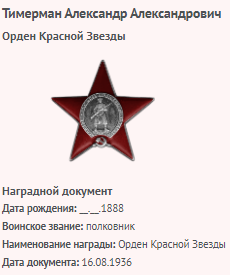 Тимерман Александр Александрович
Орден Красной Звезды
Наградной документ
Дата рождения: __.__.1888
Воинское звание: полковник
Наименование награды: Орден Красной Звезды
Дата документа: 16.08.1936